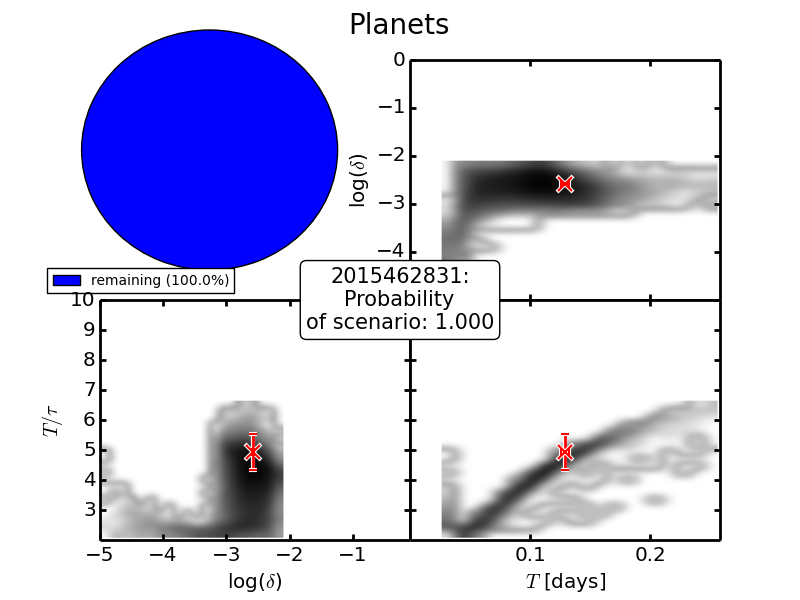 Planets
0
−1
−2
−3
−4
log(δ)
remaining (100.0%)
2015462831:
Probability
of scenario: 1.000
10
9
8
7
6
5
4
3
T/τ
−5 −4 −3 −2 −1
log(δ)
0.1 0.2
T [days]